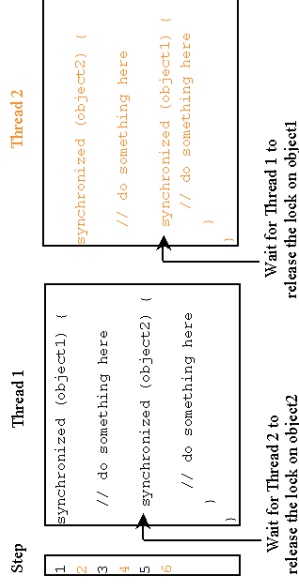 Step
1
2
3
4
5
6
Thread 1
synchronized (object1) {
// do something here
synchronized (object2) {
// do something here
}
}
Wait for Thread 2 to
release the lock on object2
Thread 2
synchronized (object2) {
// do something here
synchronized (object1) {
// do something here
}
}
Wait for Thread 1 to
release the lock on object1